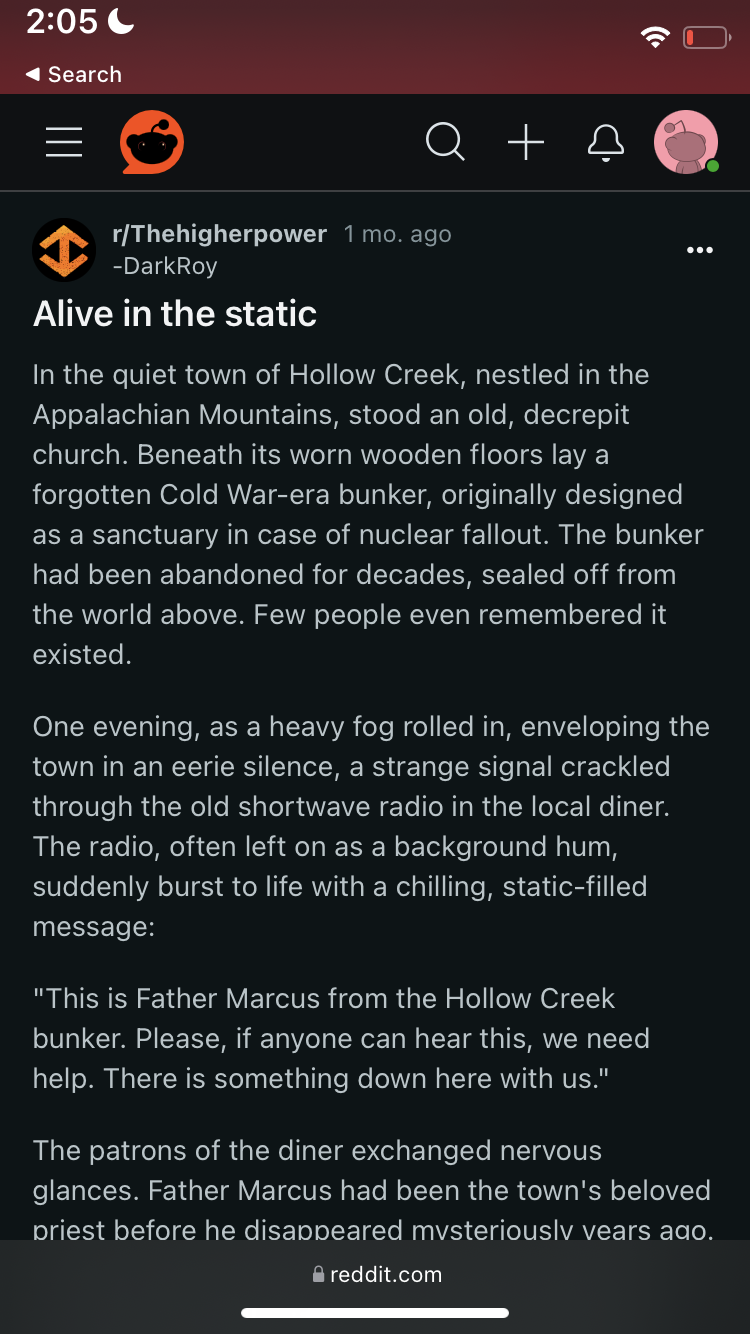 2:05
◀ Search
r/Thehigherpower 1 mo. ago
-DarkRoy
Alive in the static
In the quiet town of Hollow Creek, nestled in the
Appalachian Mountains, stood an old, decrepit
church. Beneath its worn wooden floors lay a
forgotten Cold War-era bunker, originally designed
as a sanctuary in case of nuclear fallout. The bunker
had been abandoned for decades, sealed off from
the world above. Few people even remembered it
existed.
One evening, as a heavy fog rolled in, enveloping the
town in an eerie silence, a strange signal crackled
through the old shortwave radio in the local diner.
The radio, often left on as a background hum,
suddenly burst to life with a chilling, static-filled
message:
"This is Father Marcus from the Hollow Creek
bunker. Please, if anyone can hear this, we need
help. There is something down here with us."
The patrons of the diner exchanged nervous
glances. Father Marcus had been the town's beloved
priest before he disappeared mysteriously years ago.
reddit.com